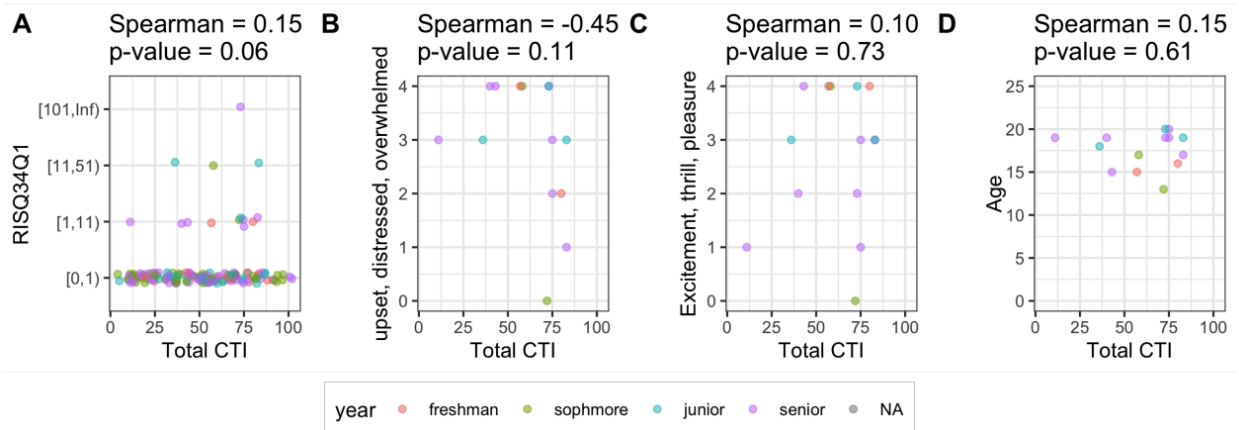 A
Spearman = 0.15
p-value = 0.06
RISQ34Q1
[101,Inf)
[11,51)
[1,11)
[0,1)
0 25 50 75 100
Total CTI
B
Spearman = -0.45
p-value = 0.11
upset, distressed, overwhelmed
4
3
2
1
0
0 25 50 75 100
Total CTI
C
Spearman = 0.10
p-value = 0.73
Excitement, thrill, pleasure
4
3
2
1
0
0 25 50 75 100
Total CTI
D
Spearman = 0.15
p-value = 0.61
Age
25
20
15
10
5
0
0 25 50 75 100
Total CTI
year freshman sophmore junior senior NA